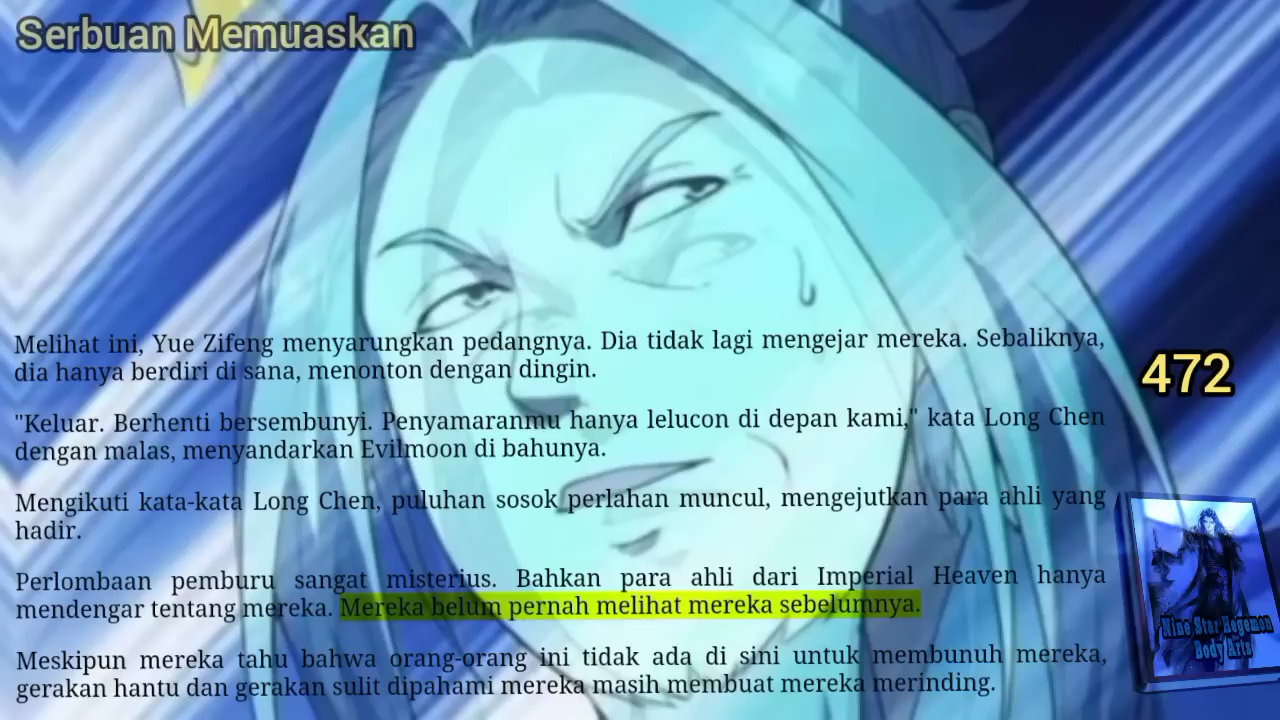 Serbuan Memuaskan
Melihat ini, Yue Zifeng menyarungkan pedangnya. Dia tidak lagi mengejar mereka. Sebaliknya,
dia hanya berdiri di sana, menonton dengan dingin.
"Keluar. Berhenti bersembunyi. Penyamaranmu hanya lelucon di depan kami," kata Long Chen
dengan malas, menyandarkan Evilmoon di bahunya.
Mengikuti kata-kata Long Chen, puluhan sosok perlahan muncul, mengejutkan para ahli yang
hadir.
Perlombaan pemburu sangat misterius. Bahkan para ahli dari Imperial Heaven hanya
mendengar tentang mereka. Mereka belum pernah melihat mereka sebelumnya.
Meskipun mereka tahu bahwa orang-orang ini tidak ada di sini untuk membunuh mereka,
gerakan hantu dan gerakan sulit dipahami mereka masih membuat mereka merinding.
472
Nine Star Hegemon
Body Arts